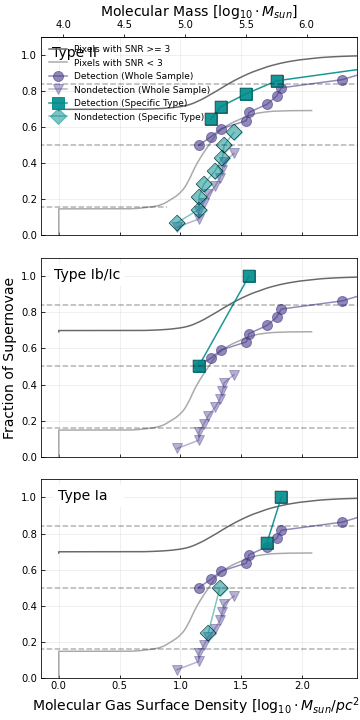 Molecular Mass [log₁₀ · Mₛᵤₙ]
4.0 4.5 5.0 5.5 6.0
Type II
Pixels with SNR >= 3
Pixels with SNR < 3
Detection (Whole Sample)
Nondetection (Whole Sample)
Detection (Specific Type)
Nondetection (Specific Type)
1.0
0.8
0.6
0.4
0.2
0.0
Type Ib/Ic
1.0
0.8
0.6
0.4
0.2
0.0
Fraction of Supernovae
Type Ia
1.0
0.8
0.6
0.4
0.2
0.0
0.0 0.5 1.0 1.5 2.0
Molecular Gas Surface Density [log₁₀ · Mₛᵤₙ/pc²